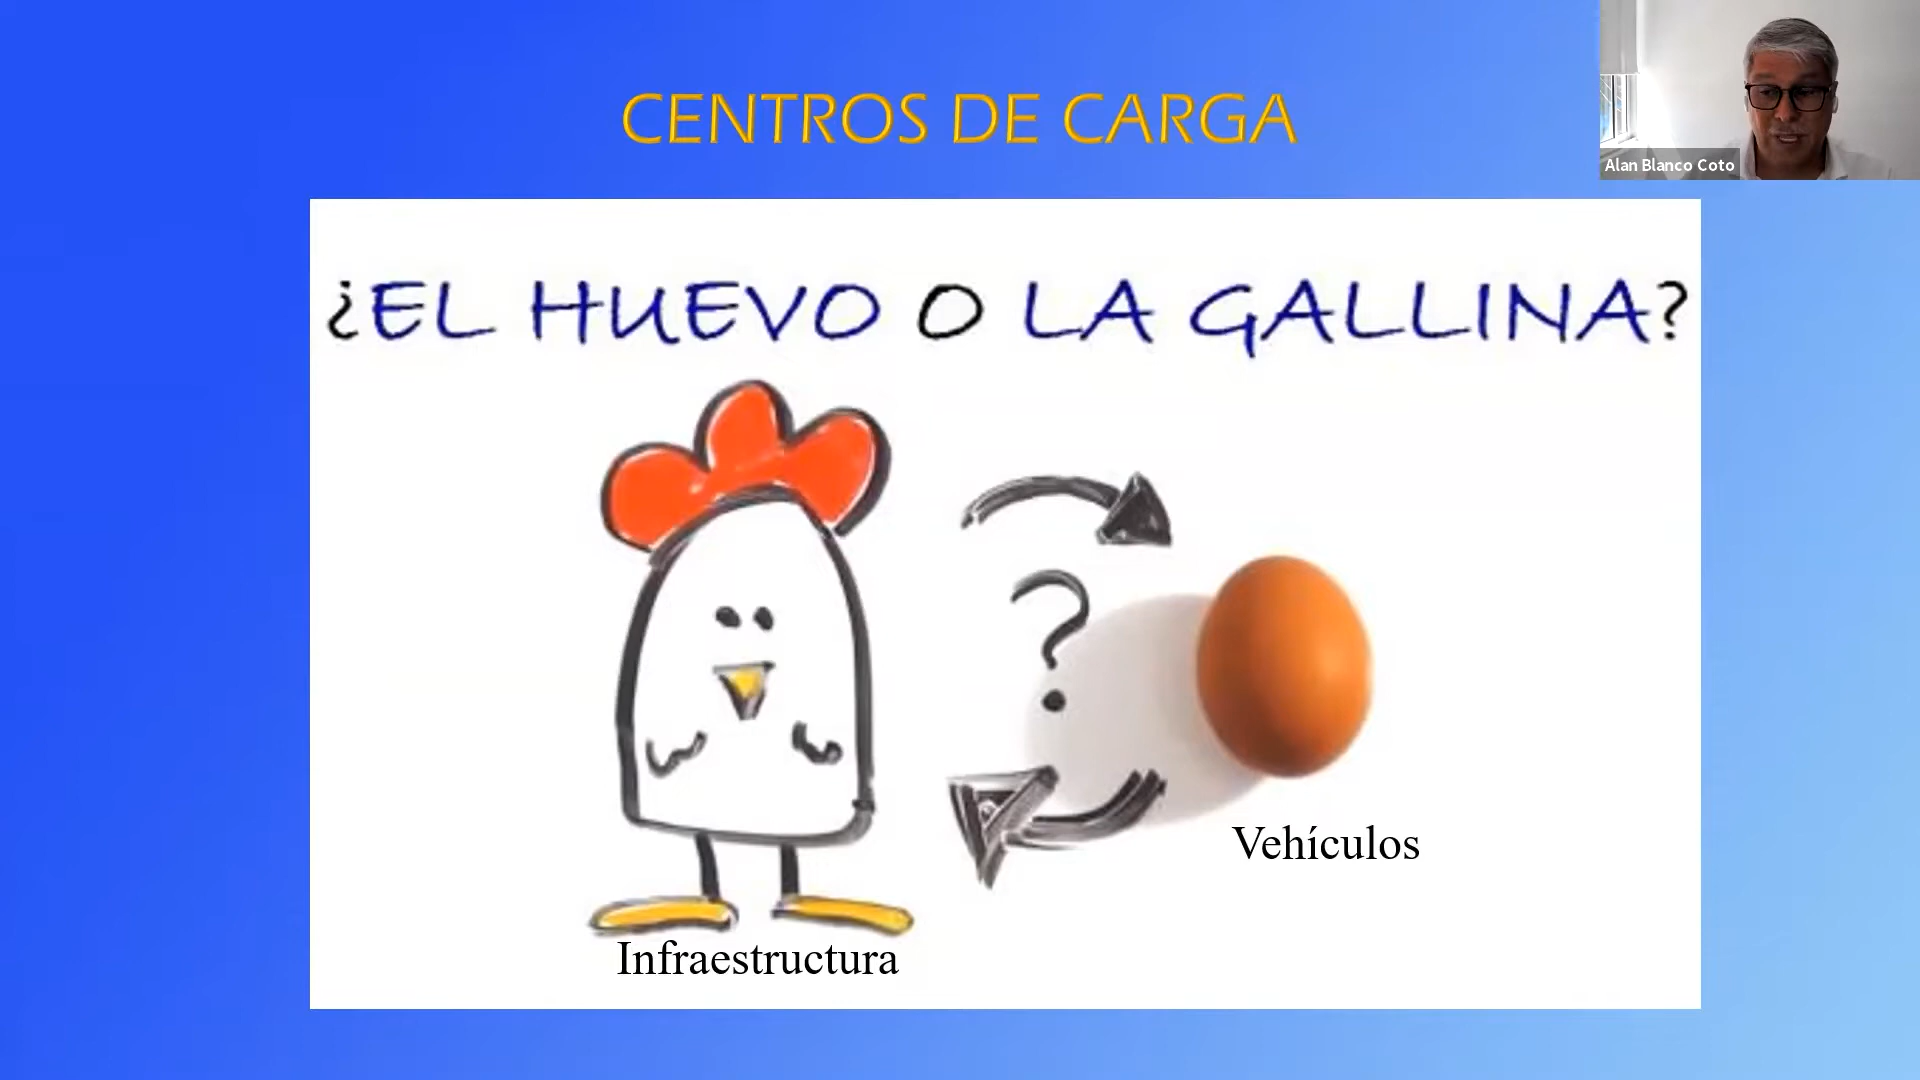 CENTROS DE CARGA
Alan Blanco Coto
¿EL HUEVO O LA GALLINA?
?
Vehículos
Infraestructura